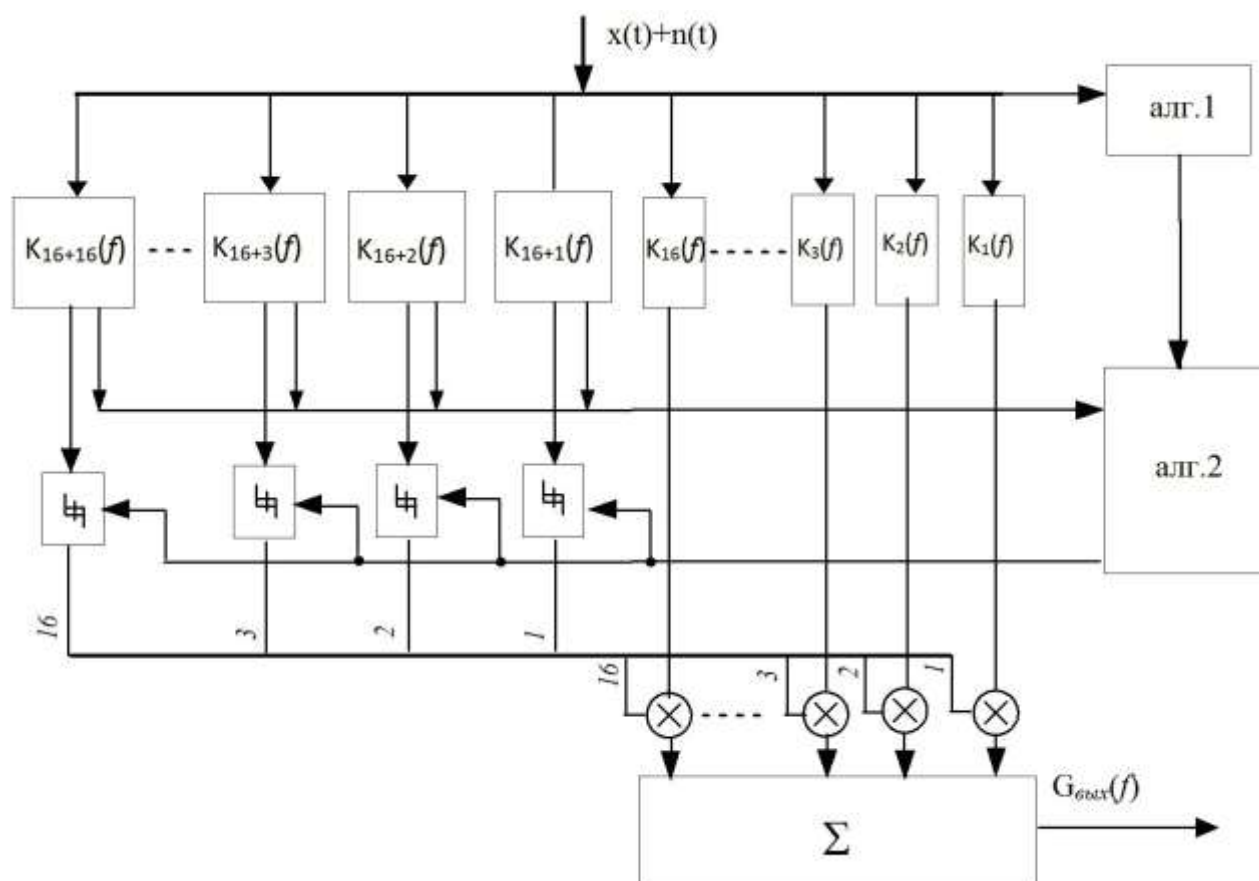 x(t)+n(t)
алг.1
K₁₆₊₁₆(f) K₁₆₊₃(f) K₁₆₊₂(f) K₁₆₊₁(f) K₁₆(f) K₃(f) K₂(f) K₁(f)
алг.2
16 3 2 1
16 3 2 1
Gвых(f)
Σ